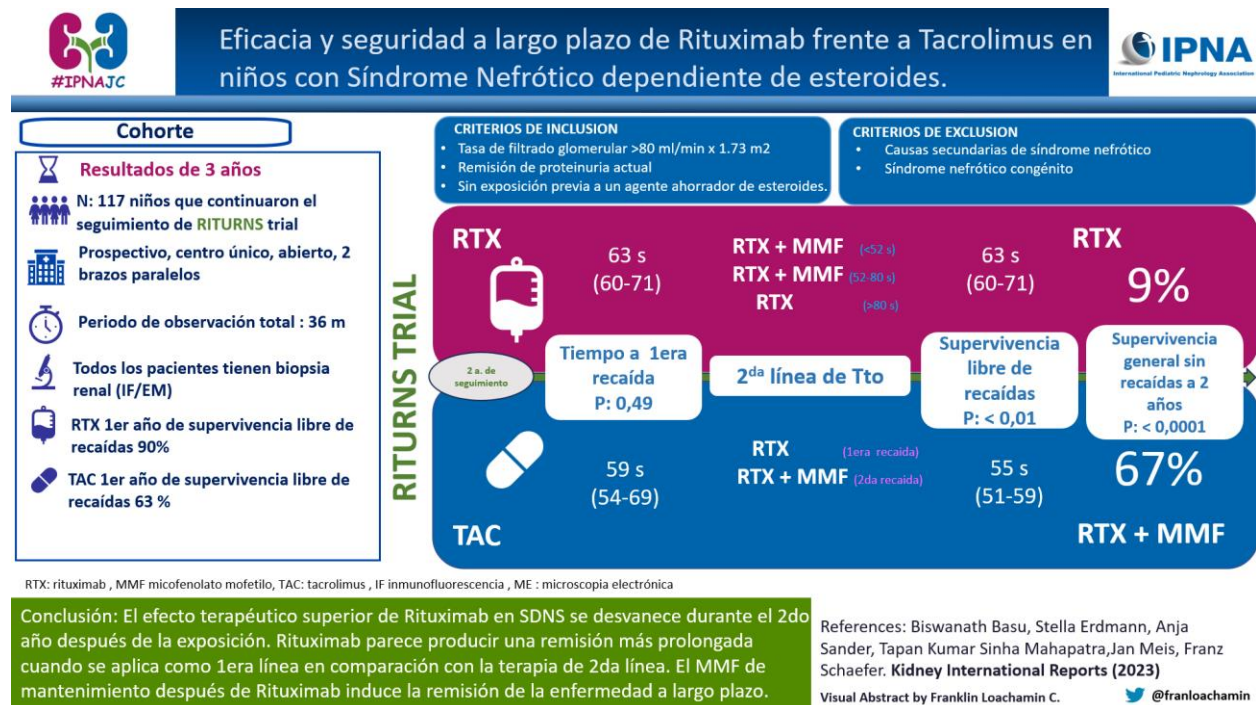 #IPNAJC
Eficacia y seguridad a largo plazo de Rituximab frente a Tacrolimus en
niños con Síndrome Nefrótico dependiente de esteroides.
IPNA
International Pediatric Nephrology Association
Cohorte
Resultados de 3 años
N: 117 niños que continuaron el
seguimiento de RITURNS trial
Prospectivo, centro único, abierto, 2
brazos paralelos
Periodo de observación total : 36 m
Todos los pacientes tienen biopsia
renal (IF/EM)
RTX 1er año de supervivencia libre de
recaídas 90%
TAC 1er año de supervivencia libre de
recaídas 63 %
CRITERIOS DE INCLUSION
• Tasa de filtrado glomerular >80 ml/min x 1.73 m2
• Remisión de proteinuria actual
• Sin exposición previa a un agente ahorrador de esteroides.
CRITERIOS DE EXCLUSION
• Causas secundarias de síndrome nefrótico
• Síndrome nefrótico congénito
RITURNS TRIAL
RTX
63 s
(60-71)
RTX + MMF (<52 s)
RTX + MMF (52-80 s)
RTX (>80 s)
63 s
(60-71)
RTX
9%
2 a. de
seguimiento
Tiempo a 1era
recaída
P: 0,49
2da línea de Tto
Supervivencia
libre de
recaídas
P: < 0,01
Supervivencia
general sin
recaídas a 2
años
P: < 0,0001
TAC
59 s
(54-69)
RTX (1era recaida)
RTX + MMF (2da recaida)
55 s
(51-59)
67%
RTX + MMF
RTX: rituximab , MMF micofenolato mofetilo, TAC: tacrolimus , IF inmunofluorescencia , ME : microscopia electrónica
Conclusión: El efecto terapéutico superior de Rituximab en SDNS se desvanece durante el 2do
año después de la exposición. Rituximab parece producir una remisión más prolongada
cuando se aplica como 1era línea en comparación con la terapia de 2da línea. El MMF de
mantenimiento después de Rituximab induce la remisión de la enfermedad a largo plazo.
References: Biswanath Basu, Stella Erdmann, Anja
Sander, Tapan Kumar Sinha Mahapatra,Jan Meis, Franz
Schaefer. Kidney International Reports (2023)
Visual Abstract by Franklin Loachamin C.
@franloachamin